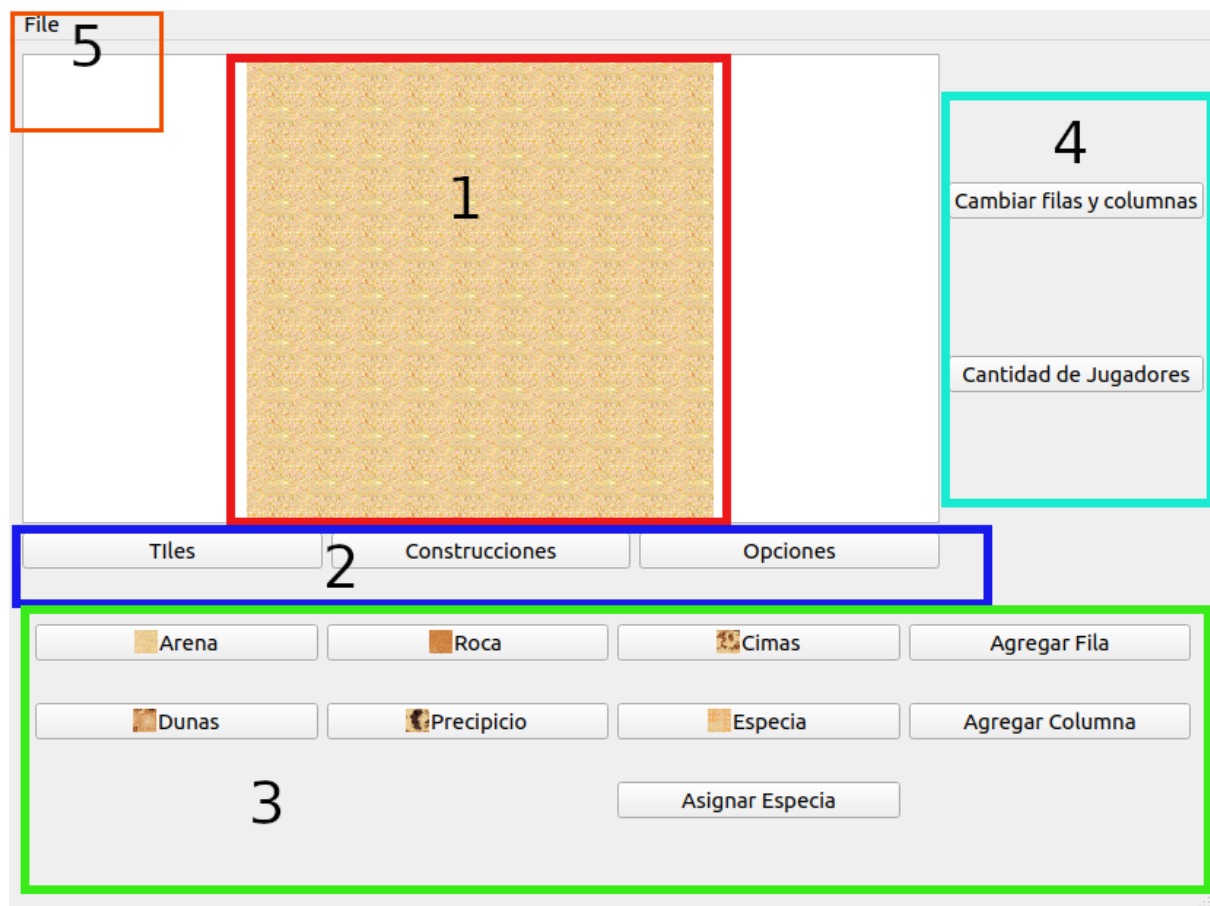 File
5
1
4
Cambiar filas y columnas
Cantidad de Jugadores
TIles
Construcciones
Opciones
2
Arena
Roca
Cimas
Agregar Fila
Dunas
Precipicio
Especia
Agregar Columna
3
Asignar Especia